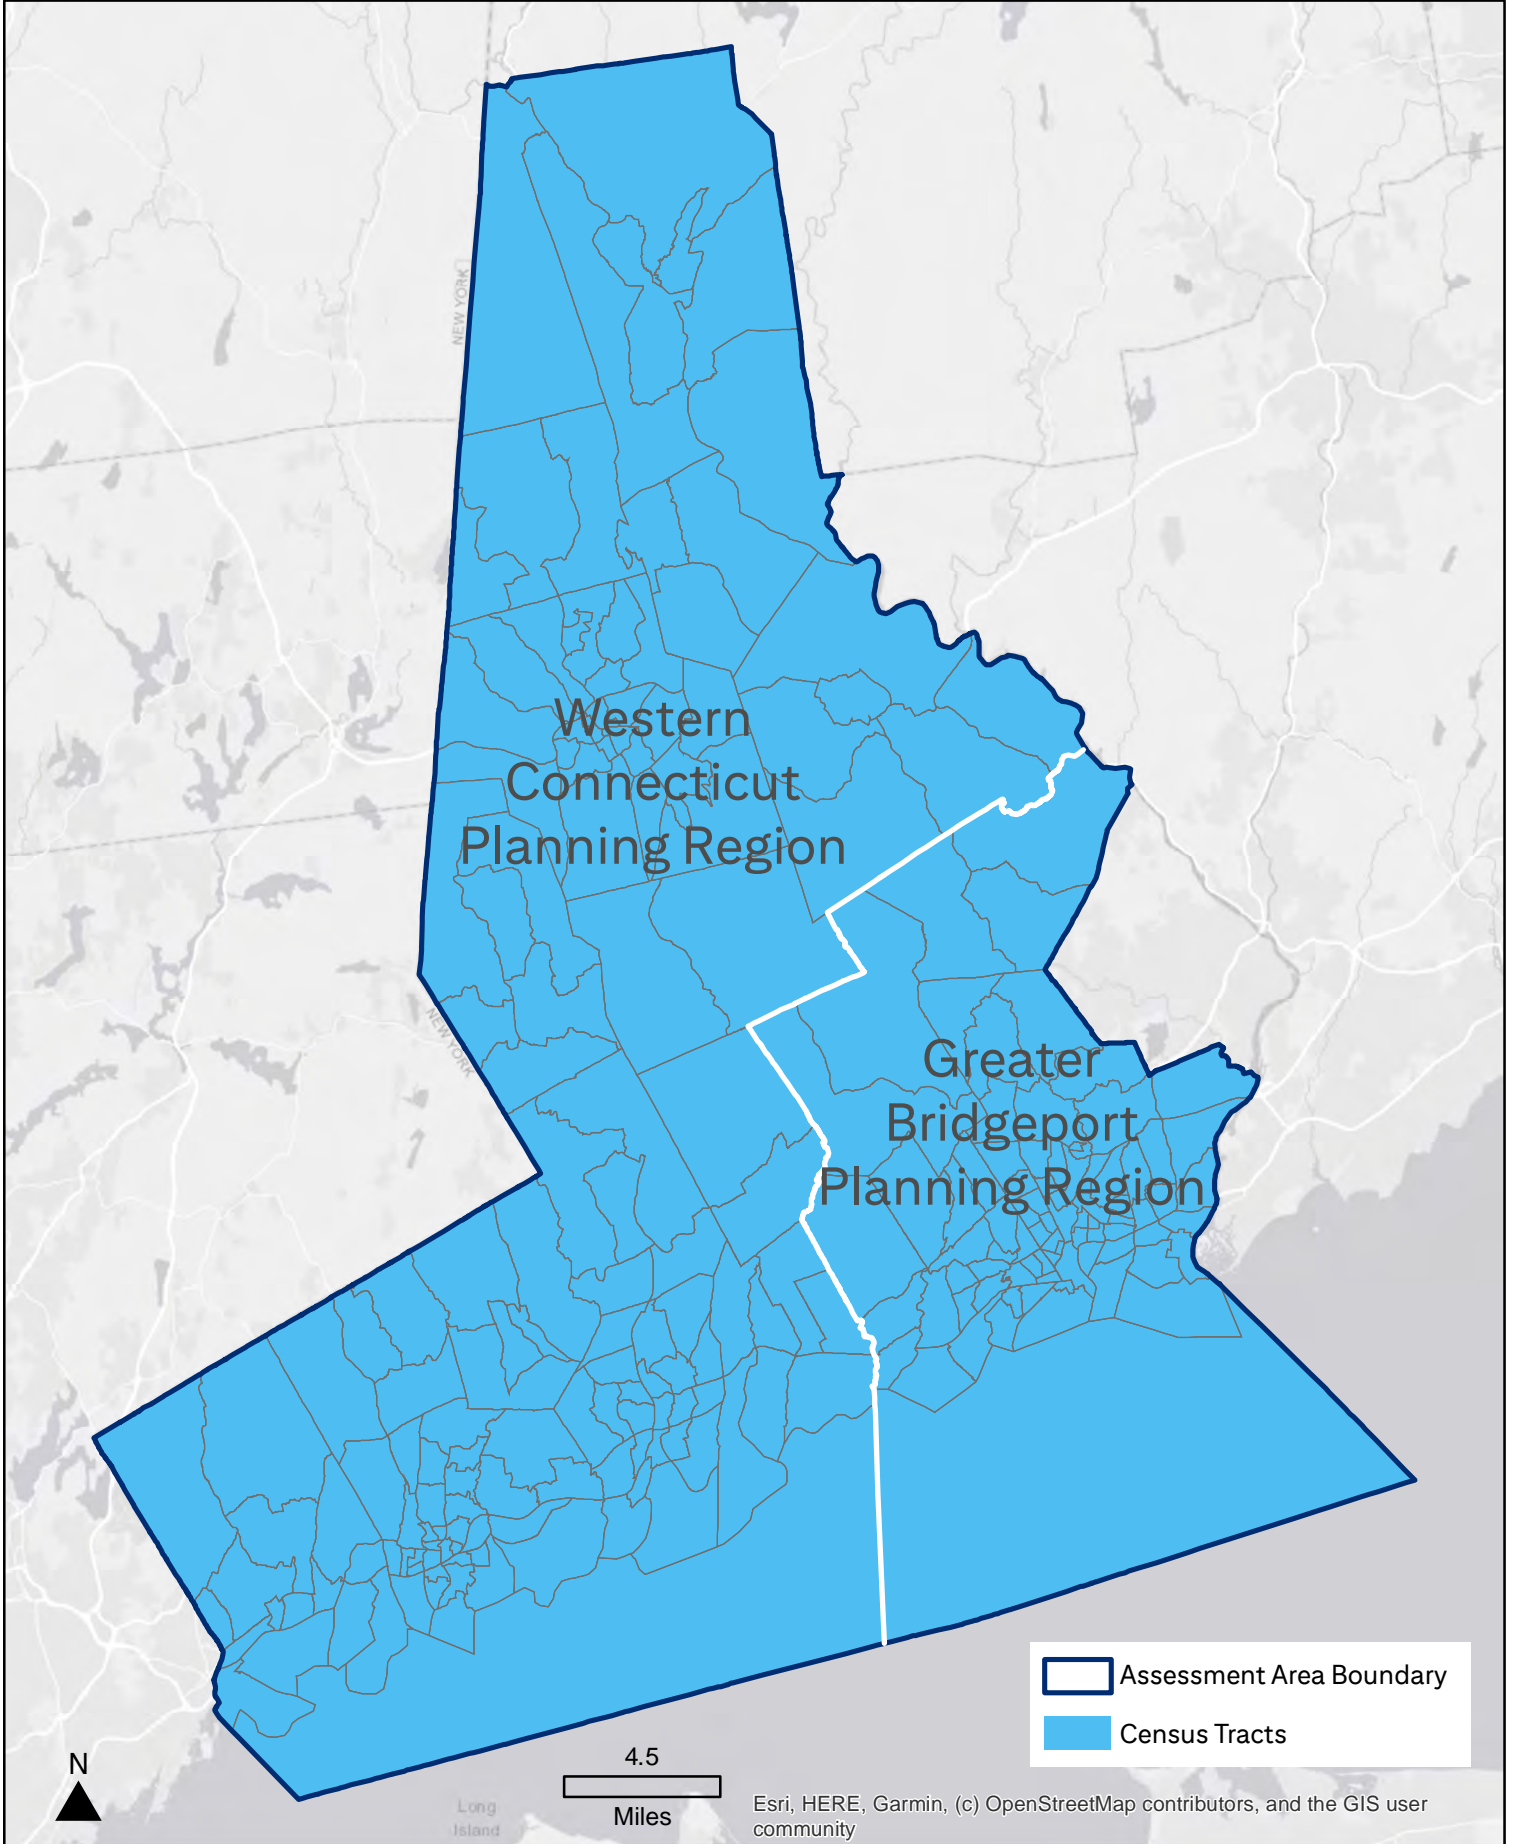 NEW YORK
Western
Connecticut
Planning Region
NEW YORK
Greater
Bridgeport
Planning Region
Assessment Area Boundary
Census Tracts
N
4.5
Miles
Long
Island
Esri, HERE, Garmin, (c) OpenStreetMap contributors, and the GIS user
community